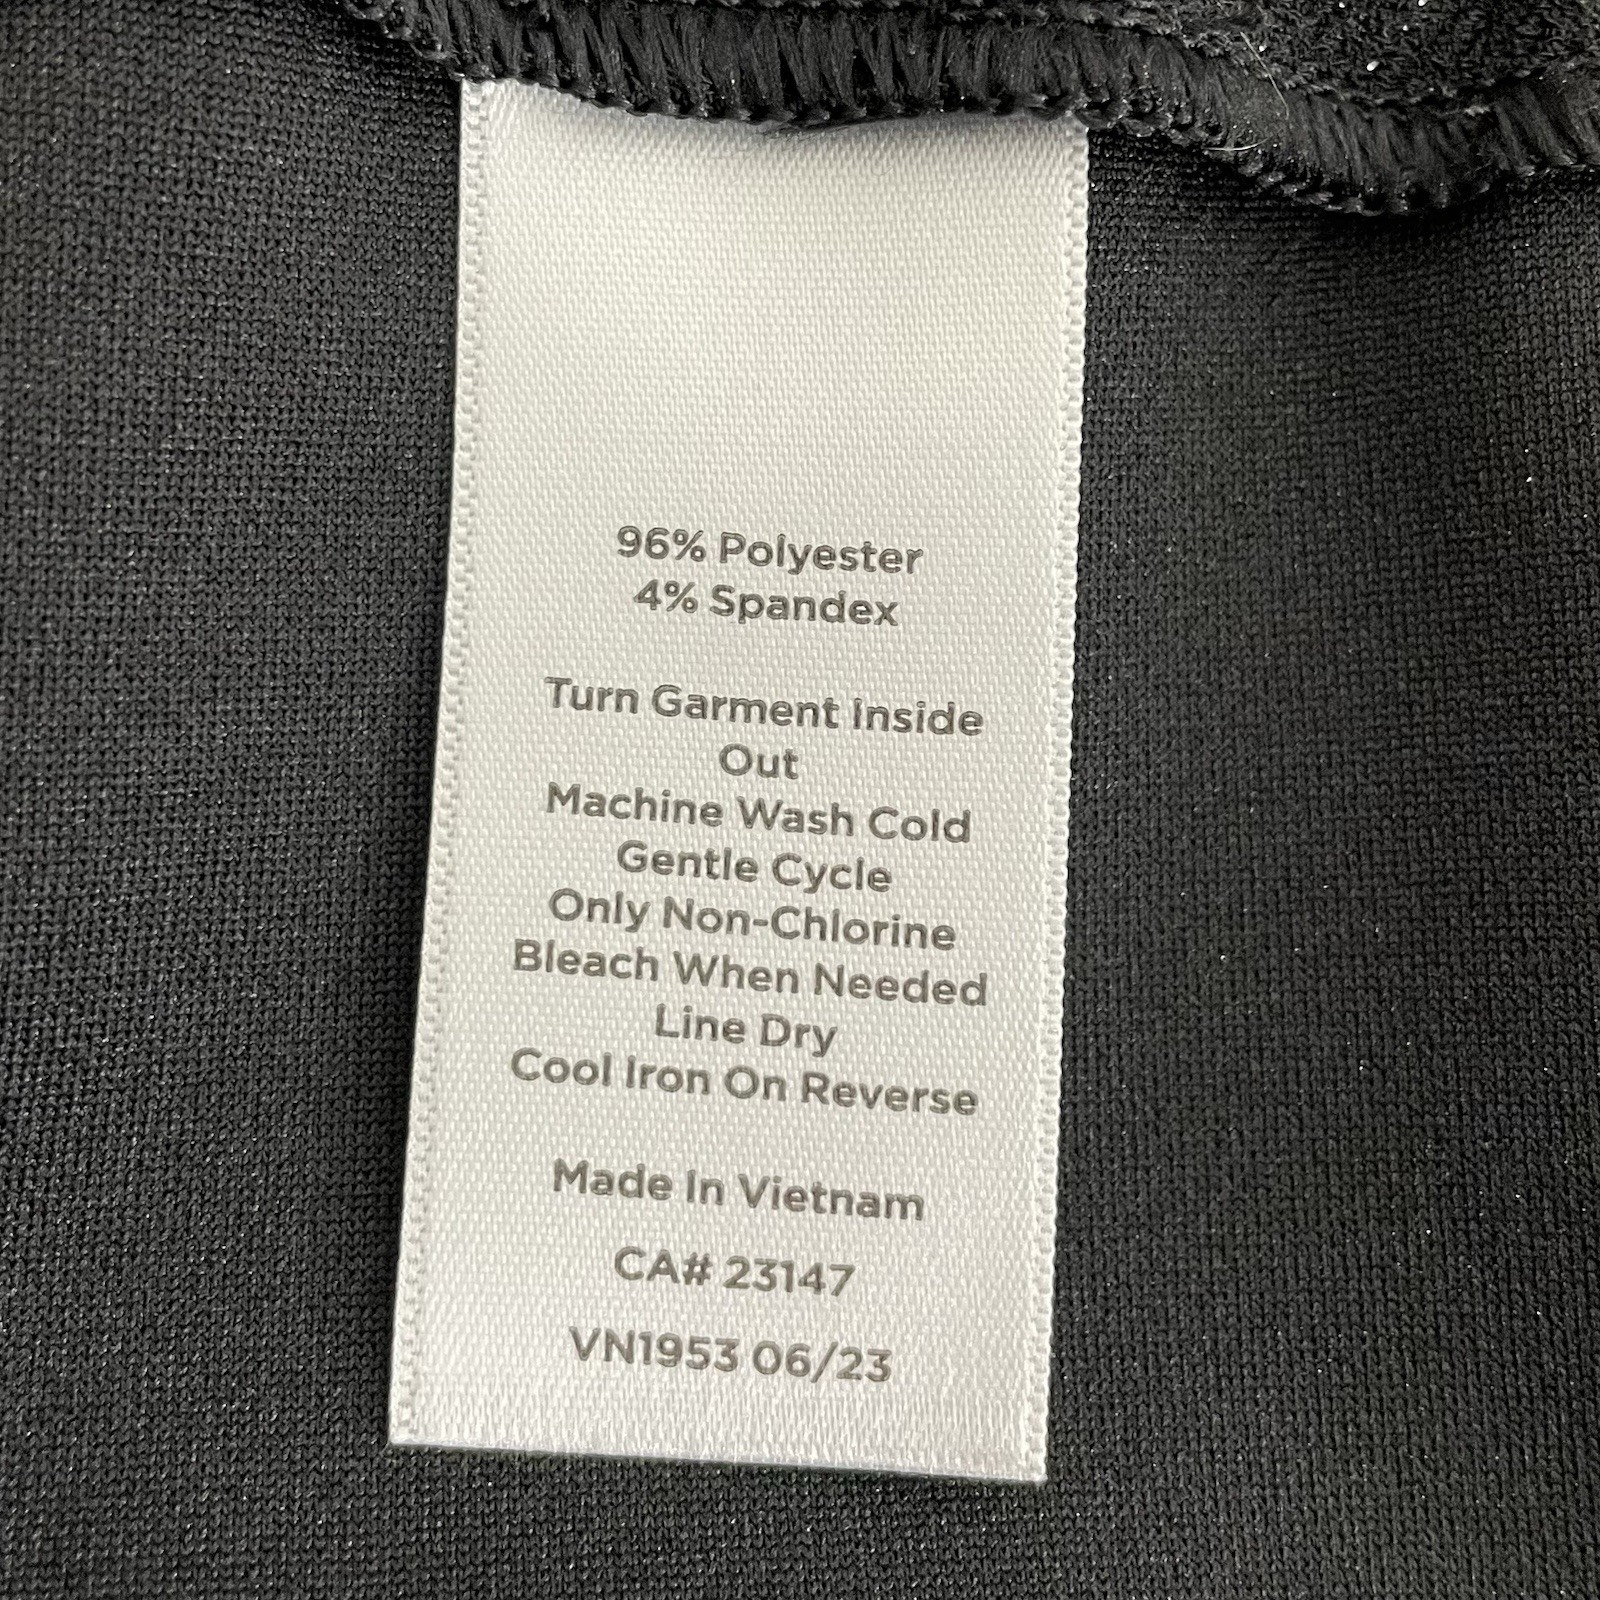 96% Polyester
4% Spandex
Turn Garment Inside
Out
Machine Wash Cold
Gentle Cycle
Only Non-Chlorine
Bleach When Needed
Line Dry
Cool Iron On Reverse
Made In Vietnam
CA# 23147
VN1953 06/23